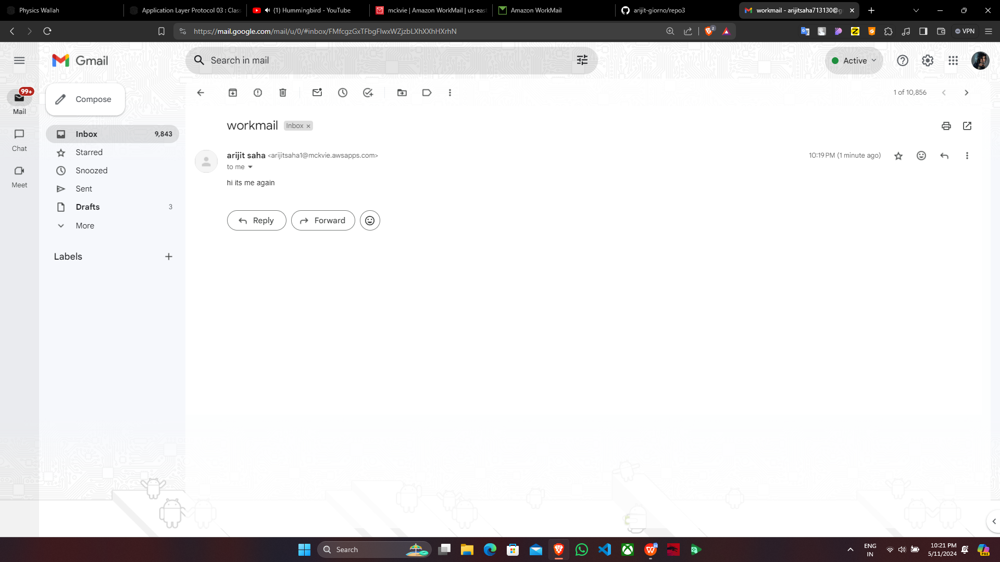 Physics Wallah
Application Layer Protocol 03 : Clas
(1) Hummingbird - YouTube
mckvie | Amazon WorkMail | us-east
Amazon WorkMail
arijit-giorno/repo3
workmail - arijitsaha713130@g
https://mail.google.com/mail/u/0/#inbox/FMfcgzGxTFbgFlwxWZjzbLXhXXhHXrhN
2
VPN
Gmail
Search in mail
Active
99+
Mail
Compose
1 of 10,856
Chat
Meet
Inbox 9,843
Starred
Snoozed
Sent
Drafts 3
More
Labels
workmail Inbox ×
arijit saha <arijitsaha1@mckvie.awsapps.com> 10:19 PM (1 minute ago)
to me
hi its me again
Reply Forward
Search
ENG
IN
10:21 PM
5/11/2024
PRE